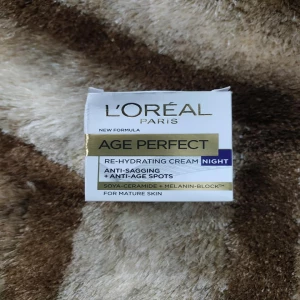 L'ORÉAL
PARIS
NEW FORMULA
AGE PERFECT
RE-HYDRATING CREAM NIGHT
ANTI-SAGGING
+ ANTI-AGE SPOTS
SOYA-CERAMIDE + MELANIN-BLOCK™
FOR MATURE SKIN